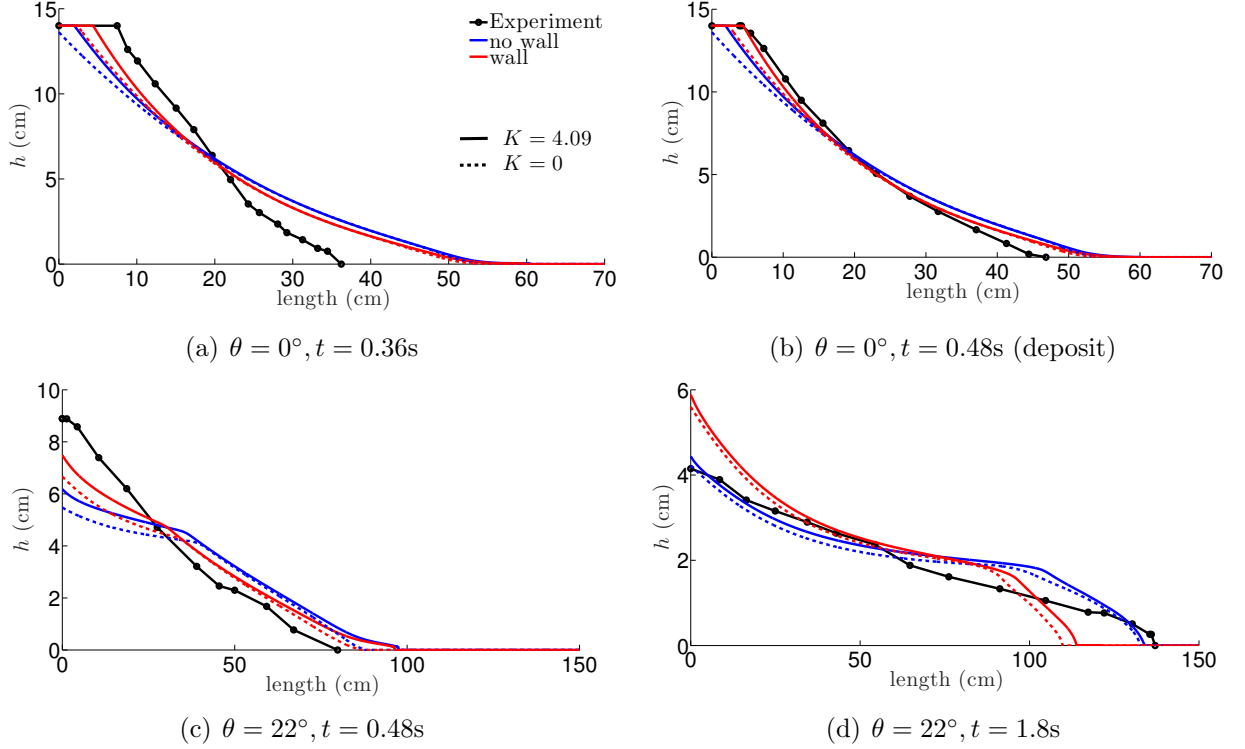 15
10
5
0
h (cm)
0 10 20 30 40 50 60 70
length (cm)
Experiment
no wall
wall
K = 4.09
K = 0
(a) θ = 0°, t = 0.36s
15
10
5
0
h (cm)
0 10 20 30 40 50 60 70
length (cm)
(b) θ = 0°, t = 0.48s (deposit)
10
8
6
4
2
0
h (cm)
0 50 100 150
length (cm)
(c) θ = 22°, t = 0.48s
6
4
2
0
h (cm)
0 50 100 150
length (cm)
(d) θ = 22°, t = 1.8s